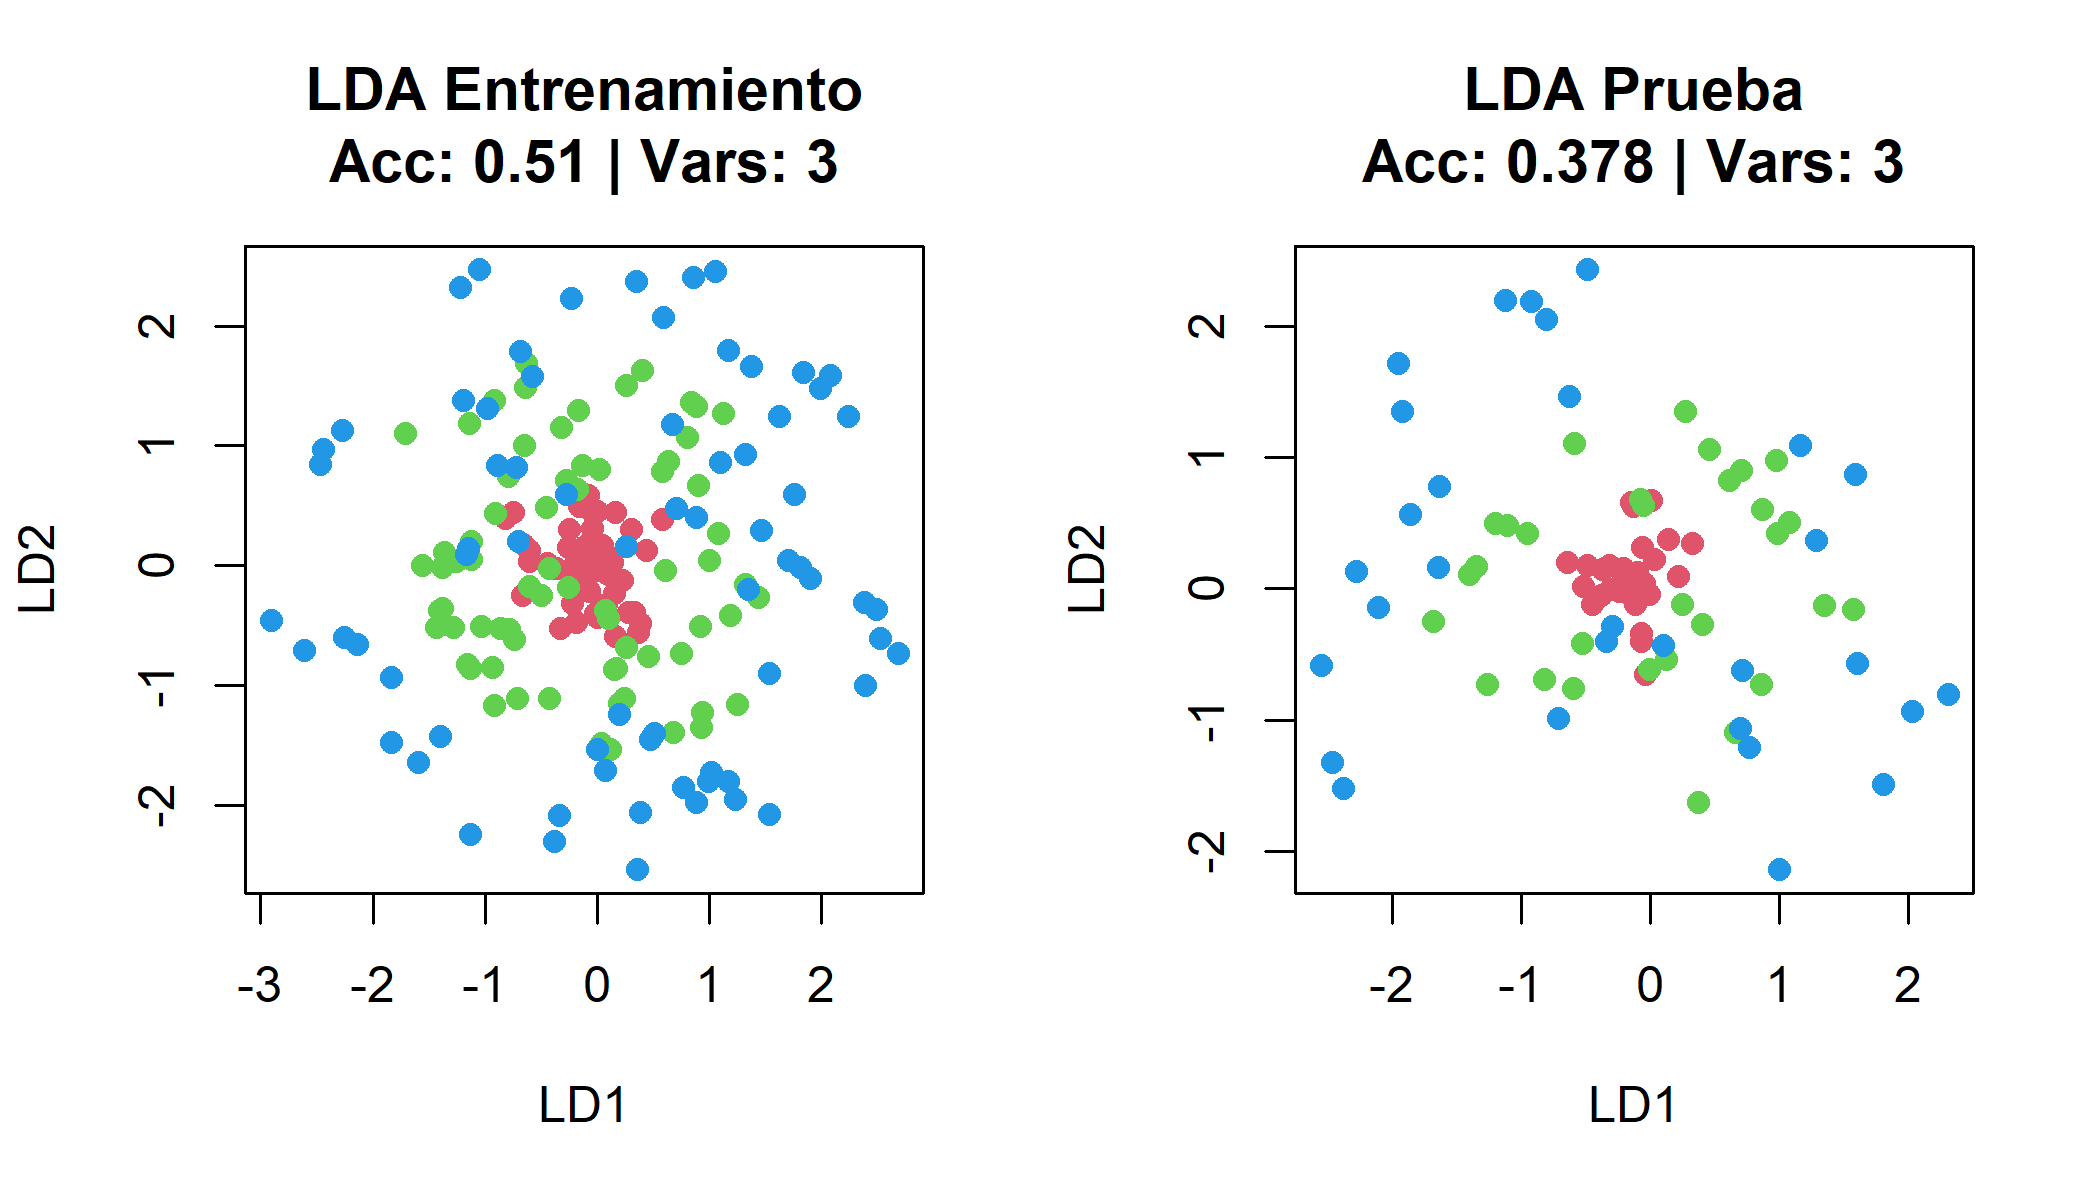 LDA Entrenamiento
Acc: 0.51 | Vars: 3
LD2
2
1
0
-1
-2
-3 -2 -1 0 1 2
LD1
LDA Prueba
Acc: 0.378 | Vars: 3
LD2
2
1
0
-1
-2
-2 -1 0 1 2
LD1